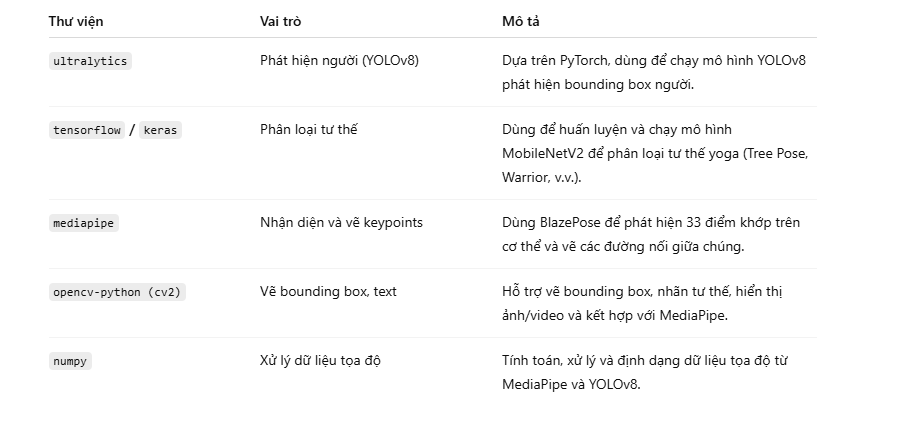 Thư viện Vai trò Mô tả
ultralytics Phát hiện người (YOLOv8) Dựa trên PyTorch, dùng để chạy mô hình YOLOv8
phát hiện bounding box người.
tensorflow / keras Phân loại tư thế Dùng để huấn luyện và chạy mô hình
MobileNetV2 để phân loại tư thế yoga (Tree Pose,
Warrior, v.v.).
mediapipe Nhận diện và vẽ keypoints Dùng BlazePose để phát hiện 33 điểm khớp trên
cơ thể và vẽ các đường nối giữa chúng.
opencv-python (cv2) Vẽ bounding box, text Hỗ trợ vẽ bounding box, nhãn tư thế, hiển thị
ảnh/video và kết hợp với MediaPipe.
numpy Xử lý dữ liệu tọa độ Tính toán, xử lý và định dạng dữ liệu tọa độ từ
MediaPipe và YOLOv8.